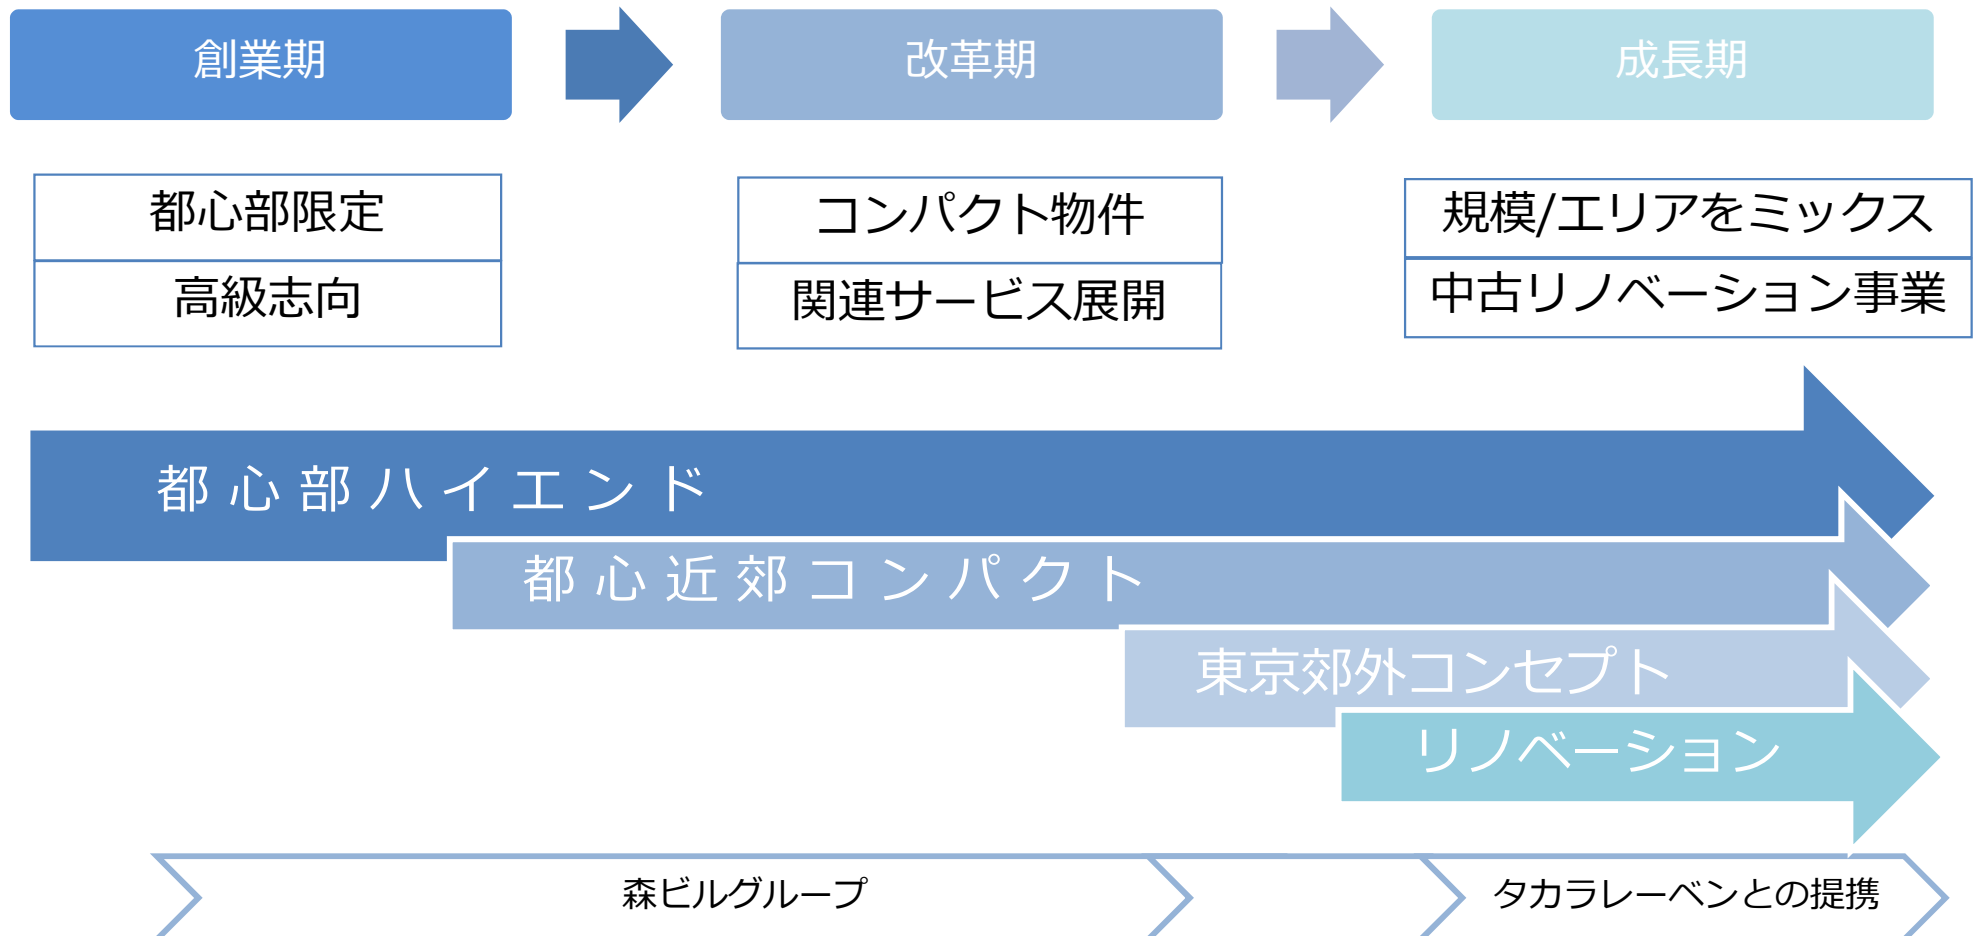 創業期
改革期
成長期
都心部限定
高級志向
コンパクト物件
関連サービス展開
規模/エリアをミックス
中古リノベーション事業
都心部ハイエンド
都心近郊コンパクト
東京郊外コンセプト
リノベーション
森ビルグループ
タカラレーベンとの提携